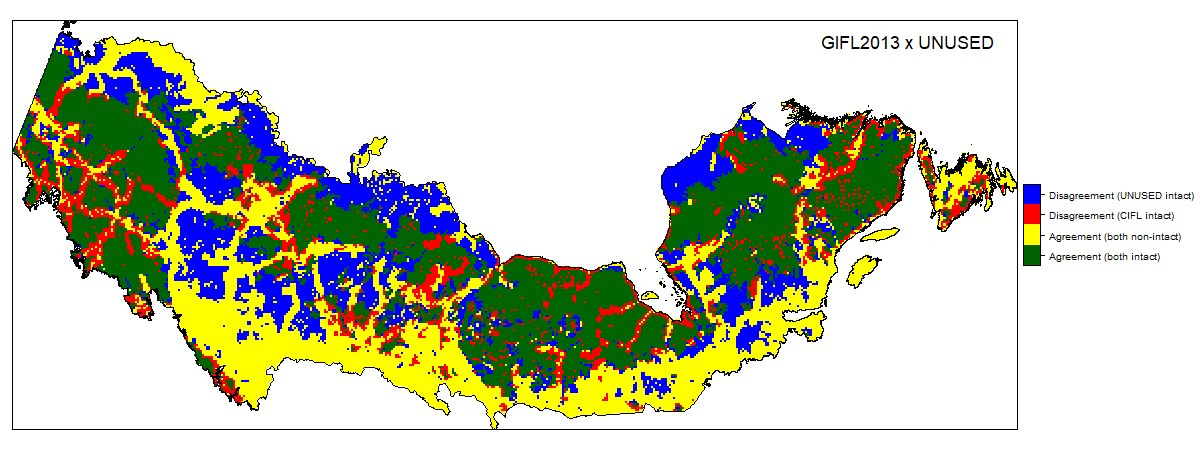 GIFL2013 x UNUSED
Disagreement (UNUSED intact)
Disagreement (CIFL intact)
Agreement (both non-intact)
Agreement (both intact)